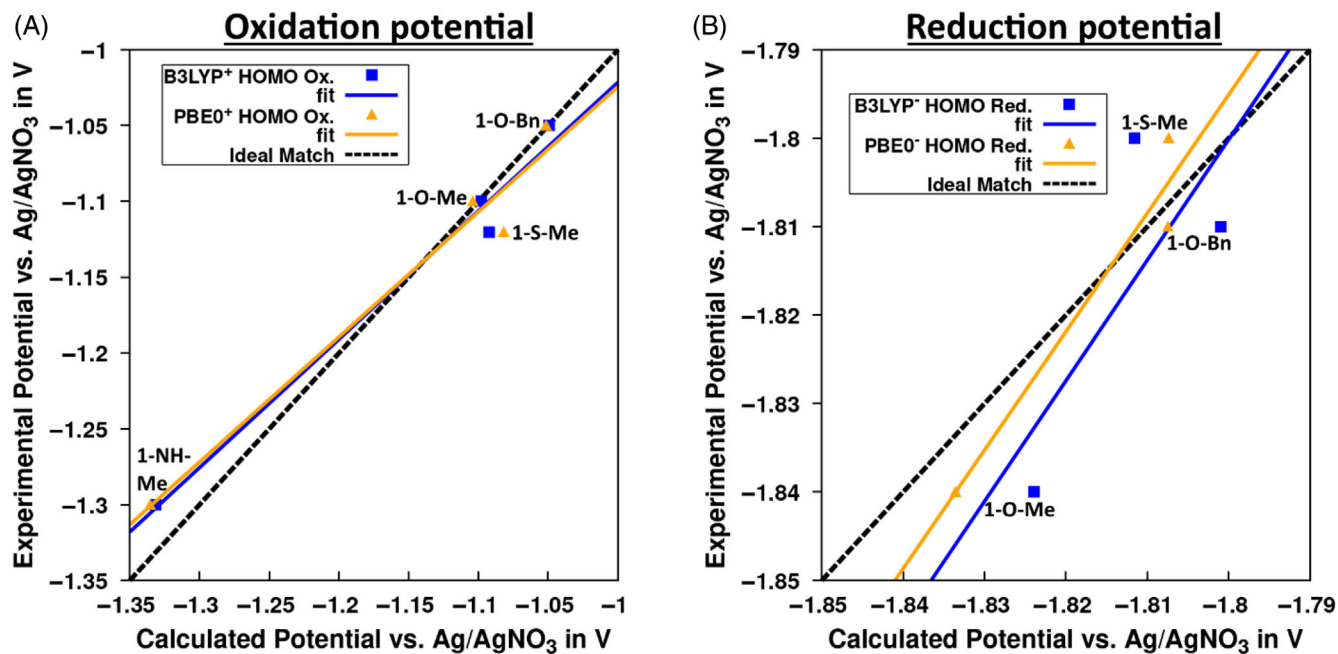 (A)
Oxidation potential
−1
−1.05
−1.1
−1.15
−1.2
−1.25
−1.3
−1.35
Experimental Potential vs. Ag/AgNO3 in V
B3LYP+ HOMO Ox.
fit
PBE0+ HOMO Ox.
fit
Ideal Match
1-O-Bn
1-O-Me
1-S-Me
1-NH-
Me
−1.35 −1.3 −1.25 −1.2 −1.15 −1.1 −1.05 −1
Calculated Potential vs. Ag/AgNO3 in V
(B)
Reduction potential
−1.79
−1.8
−1.81
−1.82
−1.83
−1.84
−1.85
Experimental Potential vs. Ag/AgNO3 in V
B3LYP- HOMO Red.
fit
PBE0- HOMO Red.
fit
Ideal Match
1-S-Me
1-O-Bn
1-O-Me
−1.85 −1.84 −1.83 −1.82 −1.81 −1.8 −1.79
Calculated Potential vs. Ag/AgNO3 in V